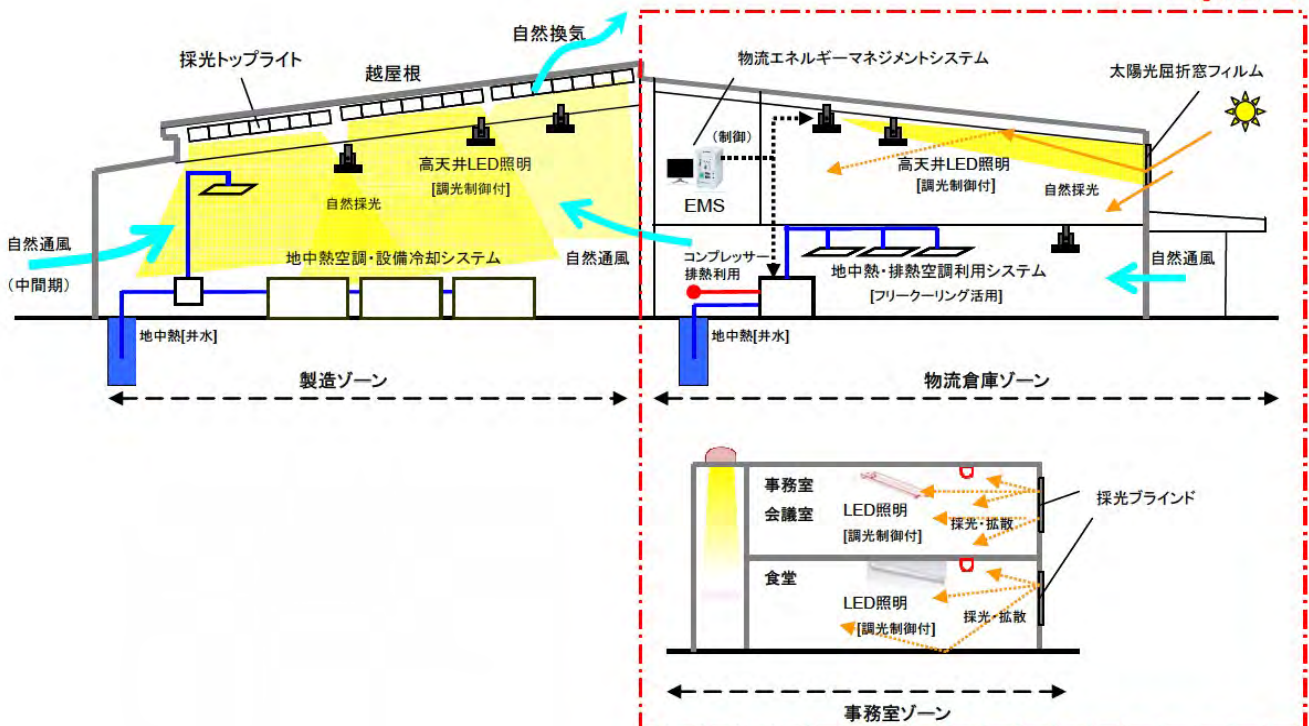 自然換気
採光トップライト
越屋根
物流エネルギーマネジメントシステム
太陽光屈折窓フィルム
(制御)
高天井LED照明
[調光制御付]
高天井LED照明
[調光制御付]
自然採光
自然採光
EMS
自然通風
(中間期)
地中熱空調・設備冷却システム
自然通風
コンプレッサー
排熱利用
地中熱・排熱空調利用システム
[フリークーリング活用]
自然通風
地中熱[井水]
地中熱[井水]
製造ゾーン
物流倉庫ゾーン
事務室
会議室
LED照明
[調光制御付]
採光・拡散
採光ブラインド
食堂
LED照明
[調光制御付]
採光・拡散
事務室ゾーン